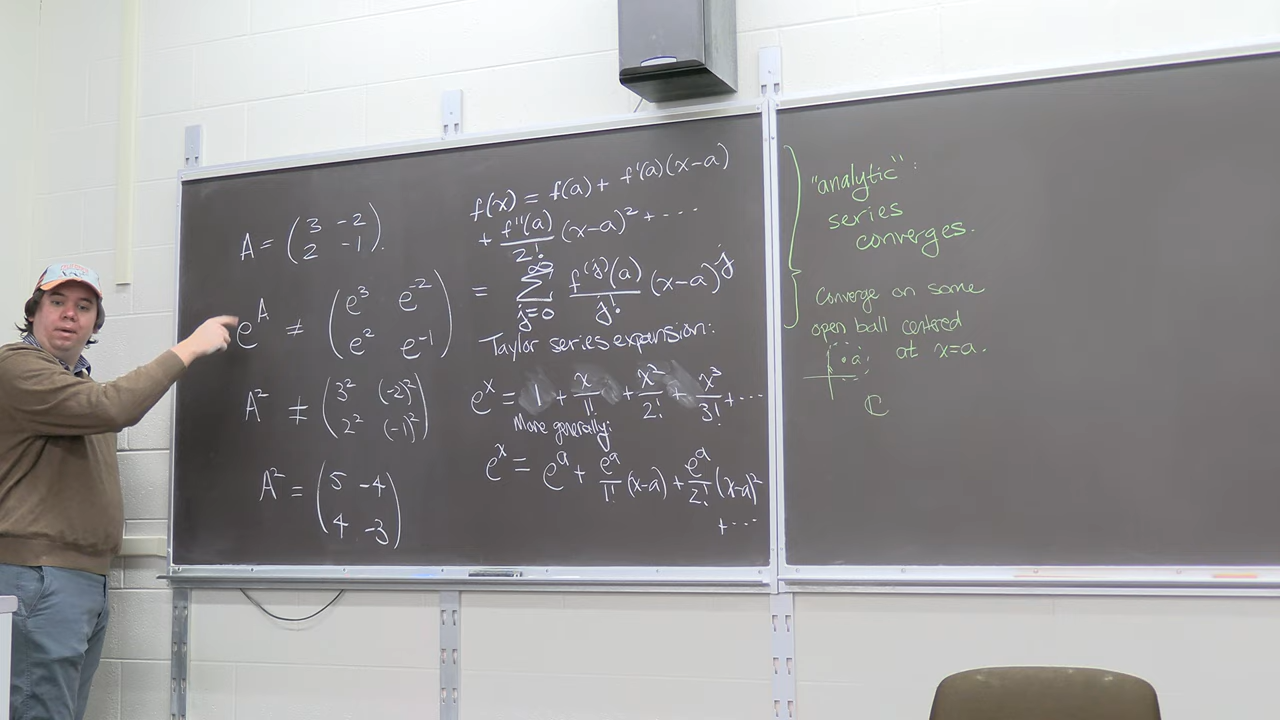 A = ( 3 -2
2 -1 ).
e^A ≠ ( e^3 e^-2
e^2 e^-1 )
A^2 ≠ ( 3^2 (-2)^2
2^2 (-1)^2 )
A^2 = ( 5 -4
4 -3 )
f(x) = f(a) + f'(a)(x-a)
+ f''(a)/2! (x-a)^2 + ....
= ∑_{j=0}^{∞} f^{(j)}(a)/j! (x-a)^j
Taylor series expansion:
e^x = 1 + x/1! + x^2/2! + x^3/3! + ...
More generally:
e^x = e^a + e^a/1! (x-a) + e^a/2! (x-a)^2
+ ...
"analytic":
series
converges.
Converge on some
open ball centred
at x=a.
a
ℂ